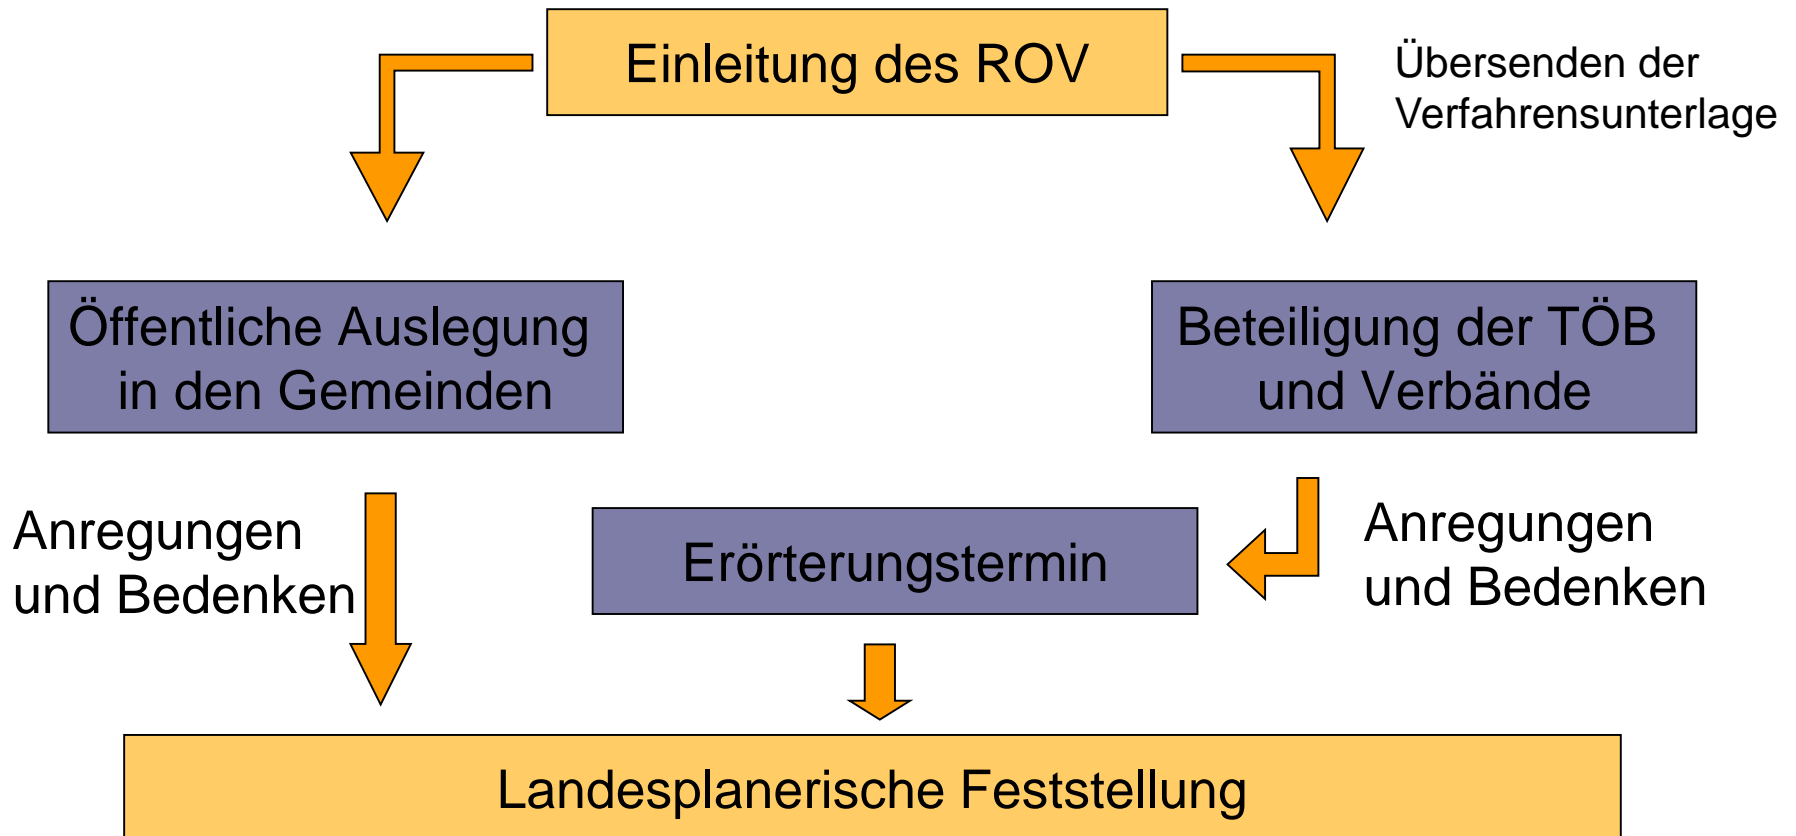 Einleitung des ROV
Übersenden der
Verfahrensunterlage
Öffentliche Auslegung
in den Gemeinden
Beteiligung der TÖB
und Verbände
Anregungen
und Bedenken
Erörterungstermin
Anregungen
und Bedenken
Landesplanerische Feststellung